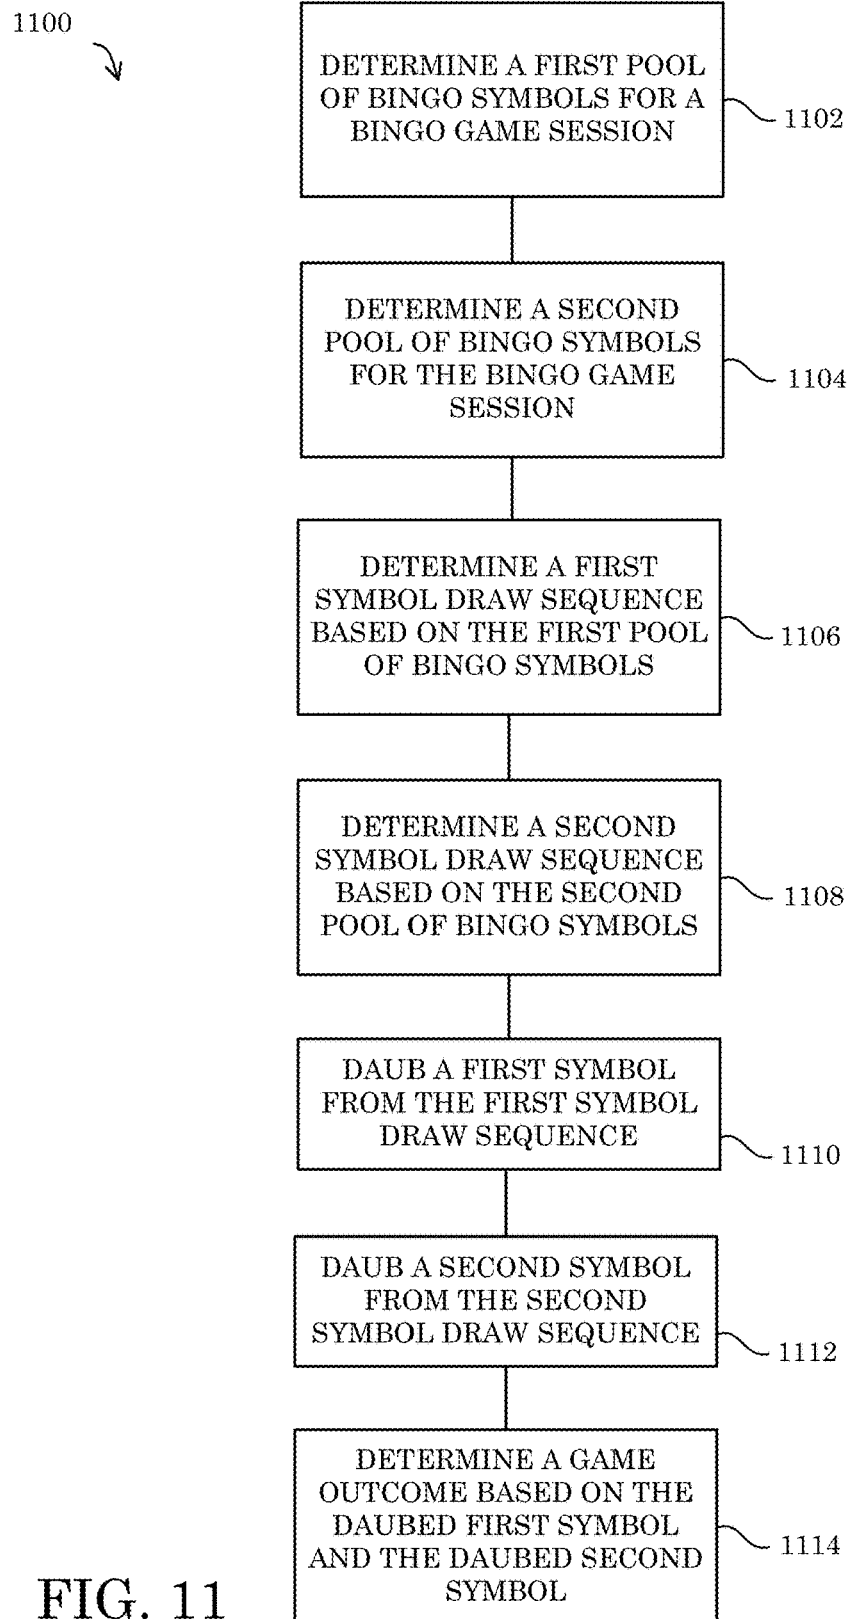 1100
DETERMINE A FIRST POOL
OF BINGO SYMBOLS FOR A
BINGO GAME SESSION
1102
DETERMINE A SECOND
POOL OF BINGO SYMBOLS
FOR THE BINGO GAME
SESSION
1104
DETERMINE A FIRST
SYMBOL DRAW SEQUENCE
BASED ON THE FIRST POOL
OF BINGO SYMBOLS
1106
DETERMINE A SECOND
SYMBOL DRAW SEQUENCE
BASED ON THE SECOND
POOL OF BINGO SYMBOLS
1108
DAUB A FIRST SYMBOL
FROM THE FIRST SYMBOL
DRAW SEQUENCE
1110
DAUB A SECOND SYMBOL
FROM THE SECOND
SYMBOL DRAW SEQUENCE
1112
DETERMINE A GAME
OUTCOME BASED ON THE
DAUBED FIRST SYMBOL
AND THE DAUBED SECOND
SYMBOL
1114
FIG. 11